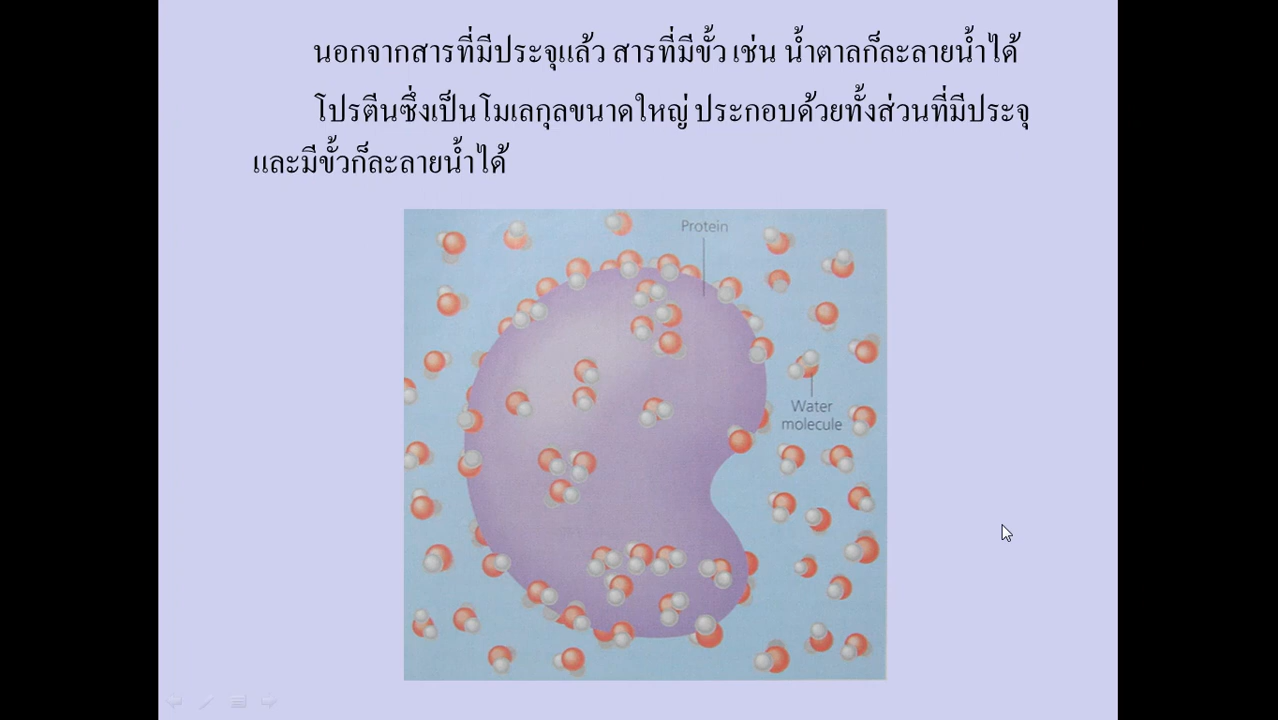 นอกจากสารที่มีประจุแล้ว สารที่มีขั้ว เช่น น้ำตาลก็ละลายน้ำได้
โปรตีนซึ่งเป็นโมเลกุลขนาดใหญ่ ประกอบด้วยทั้งส่วนที่มีประจุ
และมีขั้วก็ละลายน้ำได้
Protein
Water
molecule